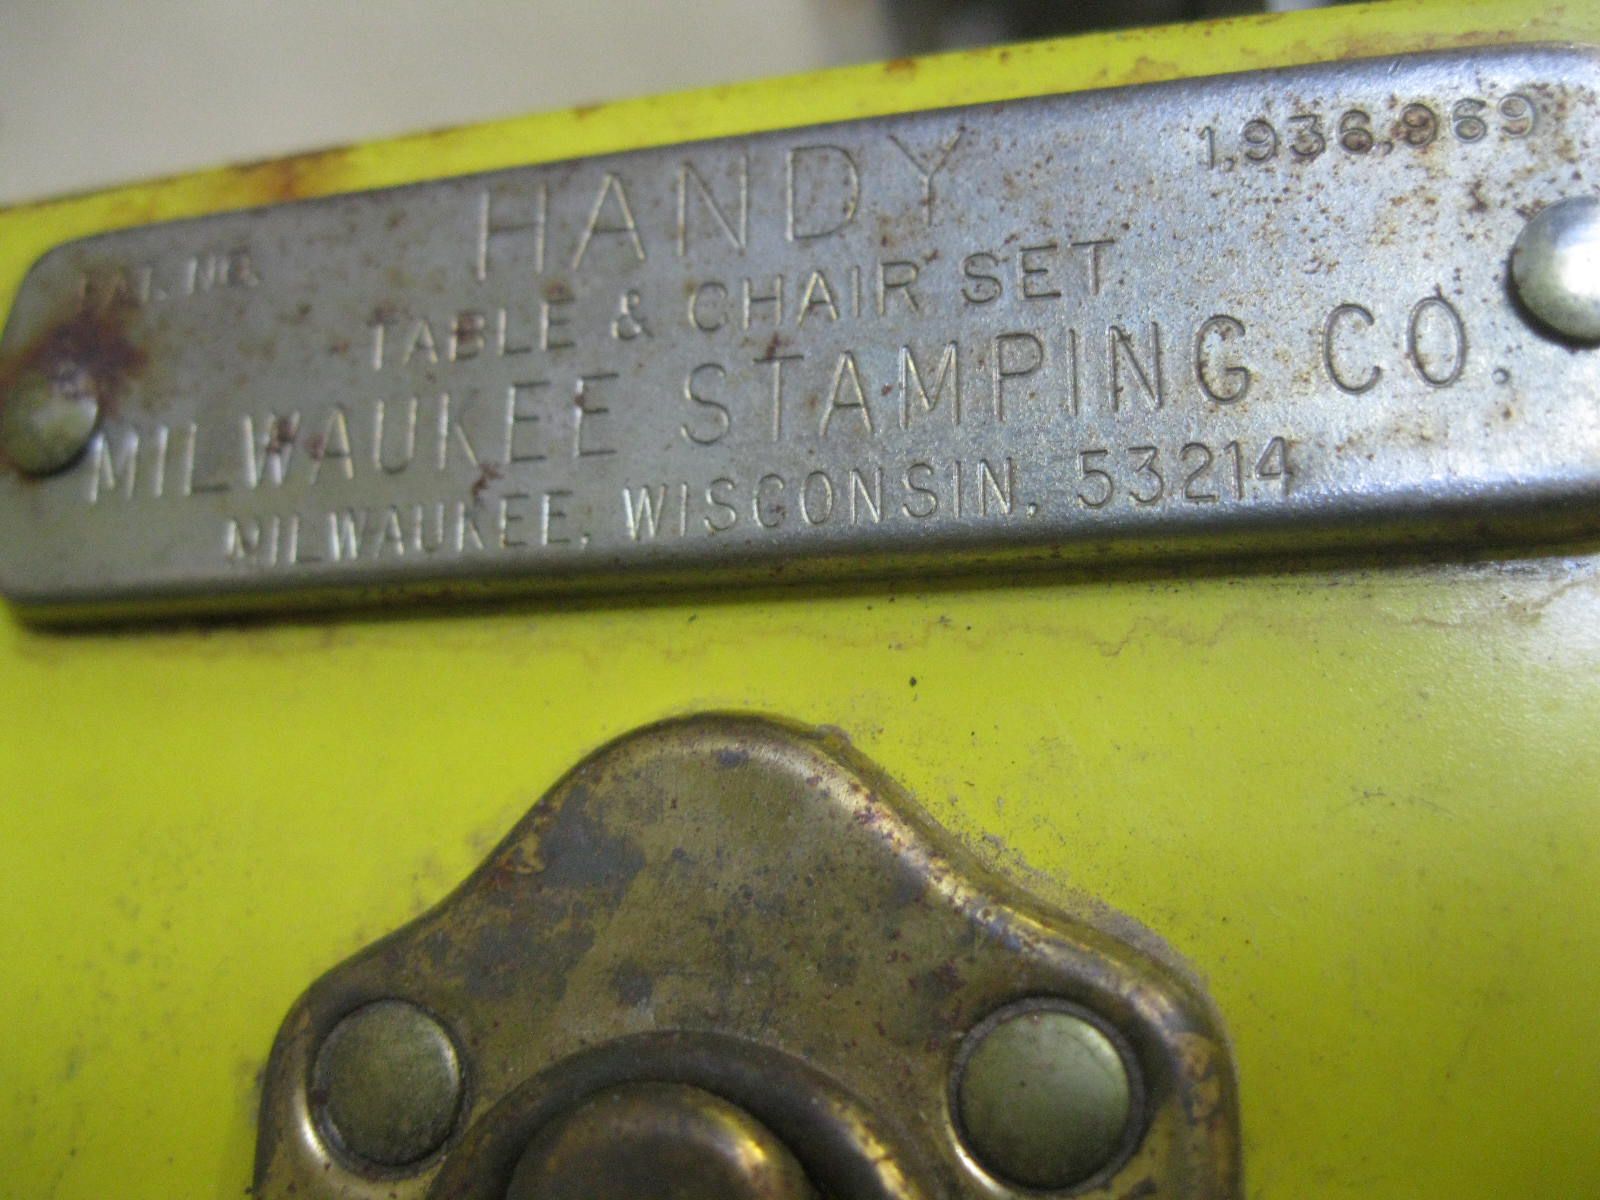 PAT. NO. 1,936,969
HANDY
TABLE & CHAIR SET
MILWAUKEE STAMPING CO.
MILWAUKEE, WISCONSIN, 53214